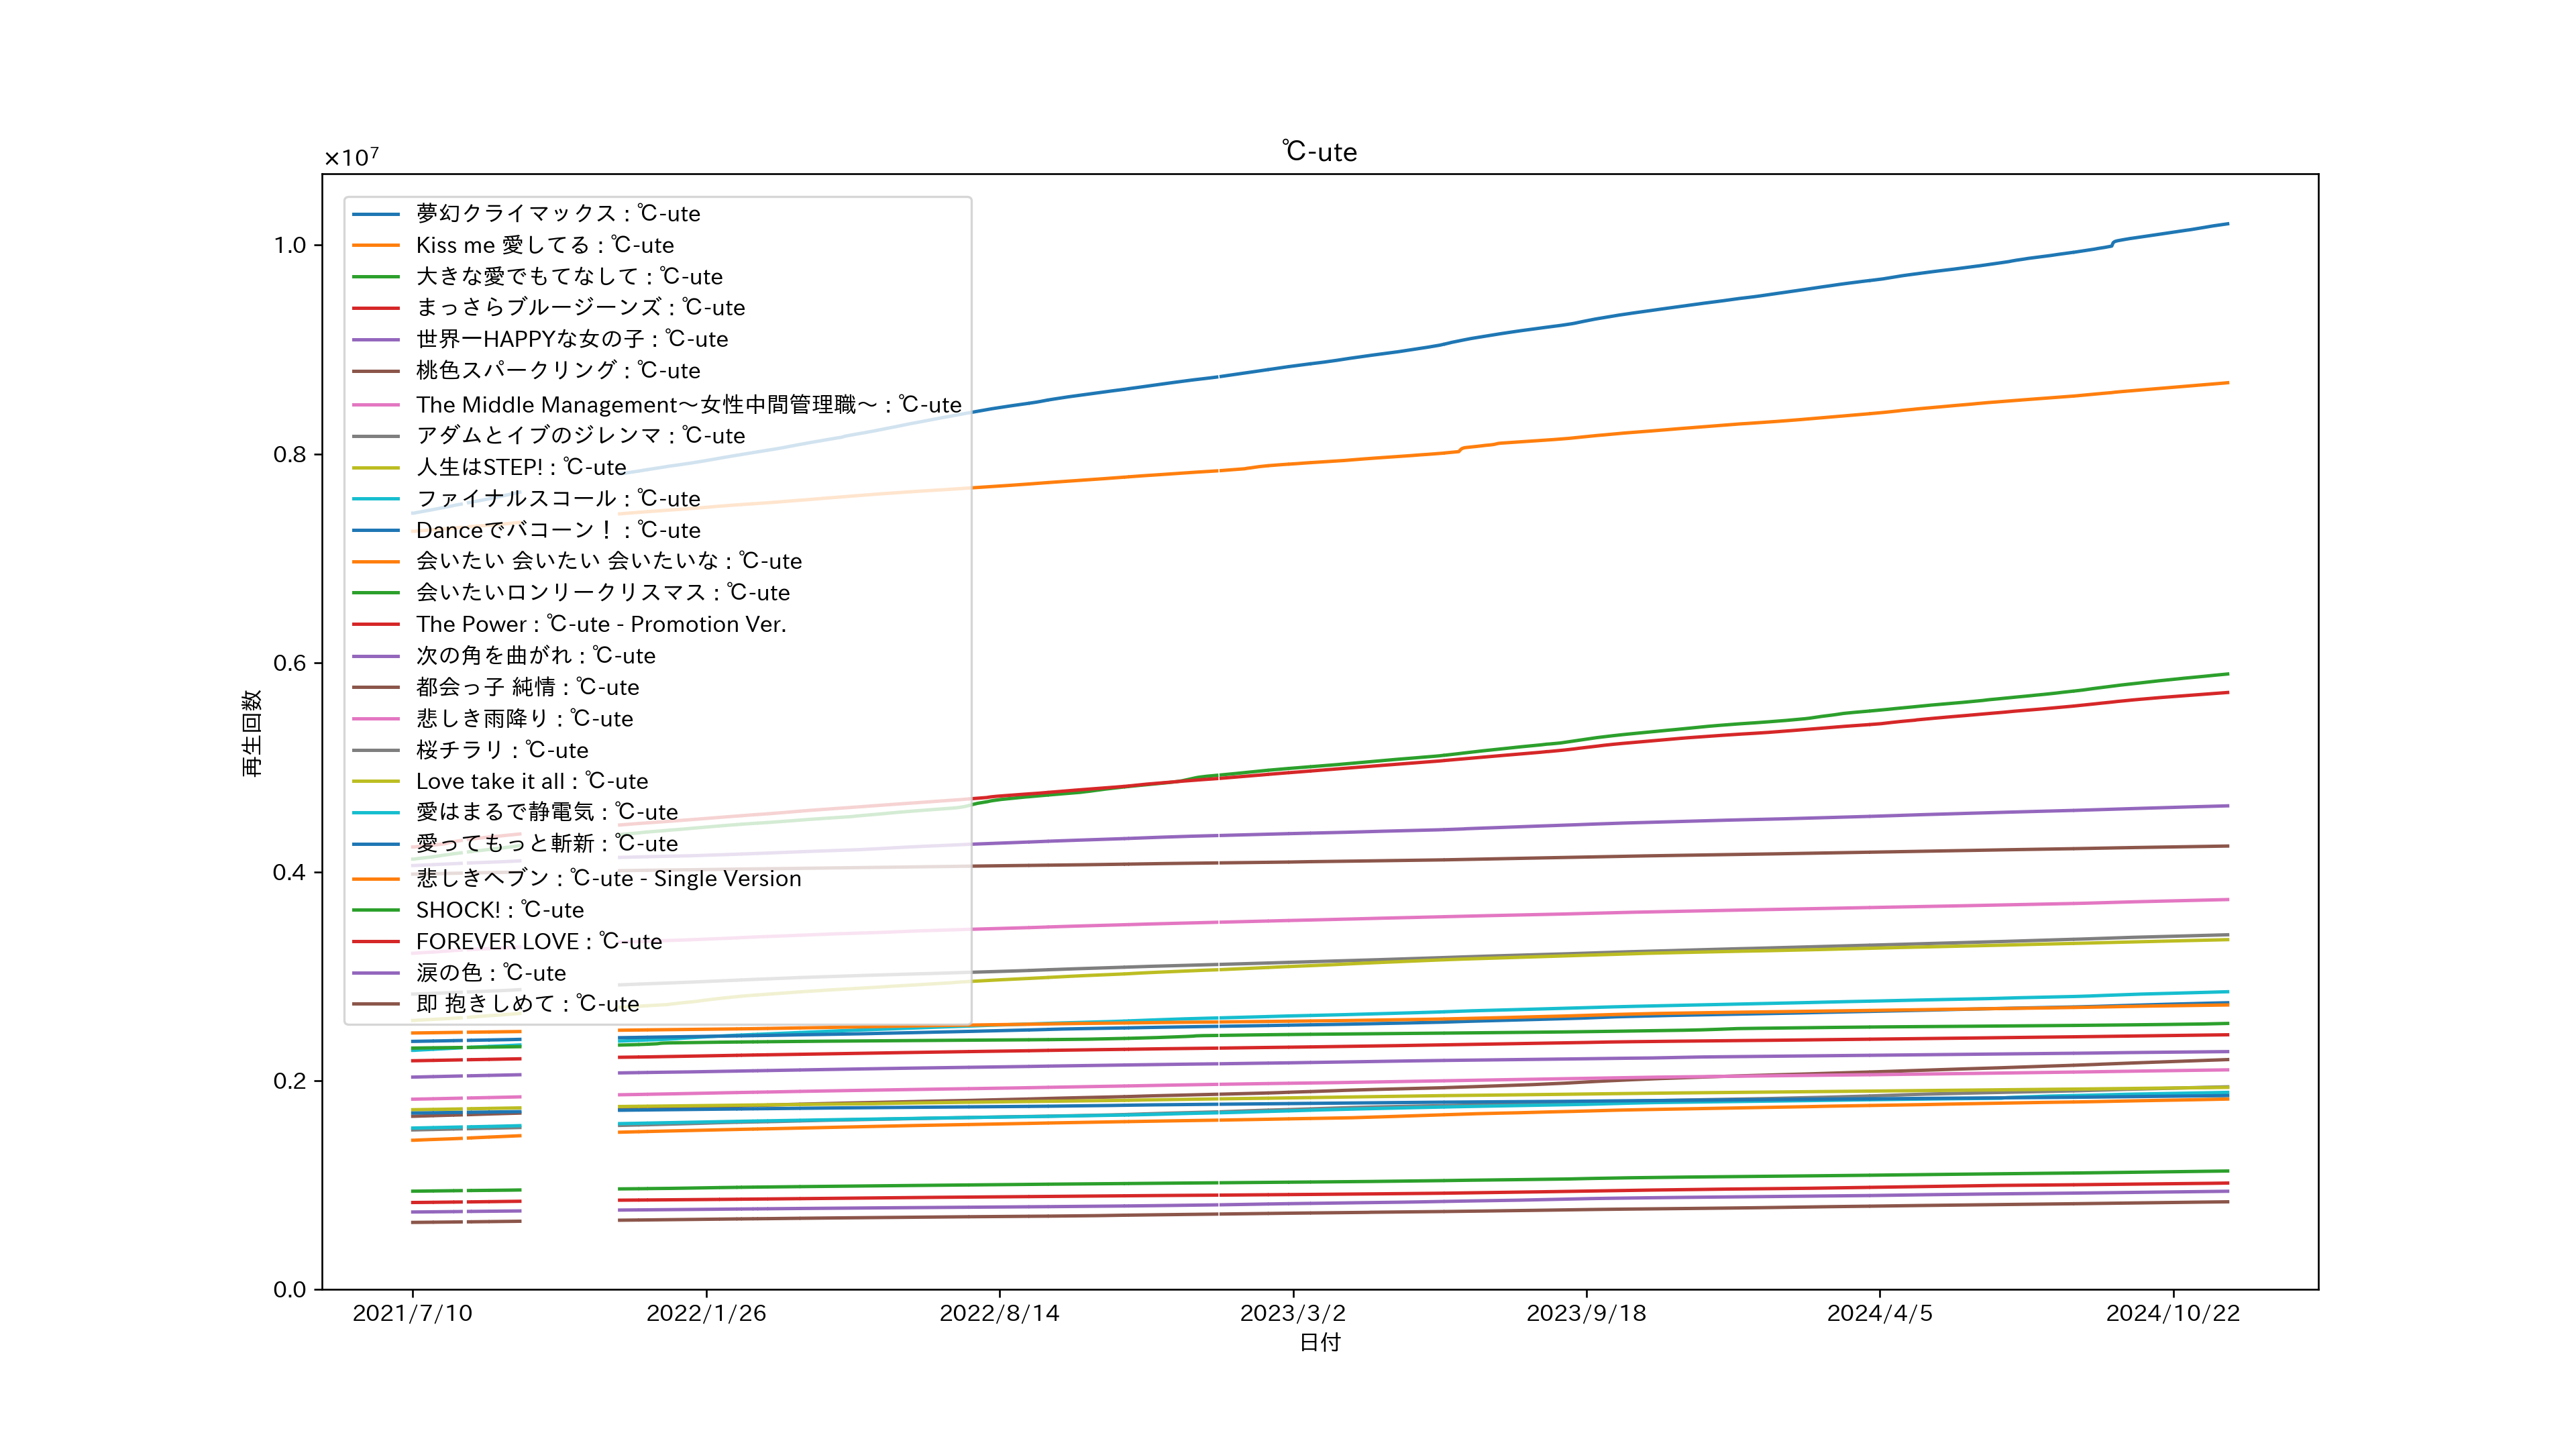 ℃-ute
×10⁷
夢幻クライマックス : ℃-ute
Kiss me 愛してる : ℃-ute
大きな愛でもてなして : ℃-ute
まっさらブルージーンズ : ℃-ute
世界一HAPPYな女の子 : ℃-ute
桃色スパークリング : ℃-ute
The Middle Management〜女性中間管理職〜 : ℃-ute
アダムとイブのジレンマ : ℃-ute
人生はSTEP! : ℃-ute
ファイナルスコール : ℃-ute
Danceでバコーン！ : ℃-ute
会いたい 会いたい 会いたいな : ℃-ute
会いたいロンリークリスマス : ℃-ute
The Power : ℃-ute - Promotion Ver.
次の角を曲がれ : ℃-ute
都会っ子 純情 : ℃-ute
悲しき雨降り : ℃-ute
桜チラリ : ℃-ute
Love take it all : ℃-ute
愛はまるで静電気 : ℃-ute
愛ってもっと斬新 : ℃-ute
悲しきヘブン : ℃-ute - Single Version
SHOCK! : ℃-ute
FOREVER LOVE : ℃-ute
涙の色 : ℃-ute
即 抱きしめて : ℃-ute
1.0
0.8
0.6
0.4
0.2
0.0
再生回数
2021/7/10 2022/1/26 2022/8/14 2023/3/2 2023/9/18 2024/4/5 2024/10/22
日付